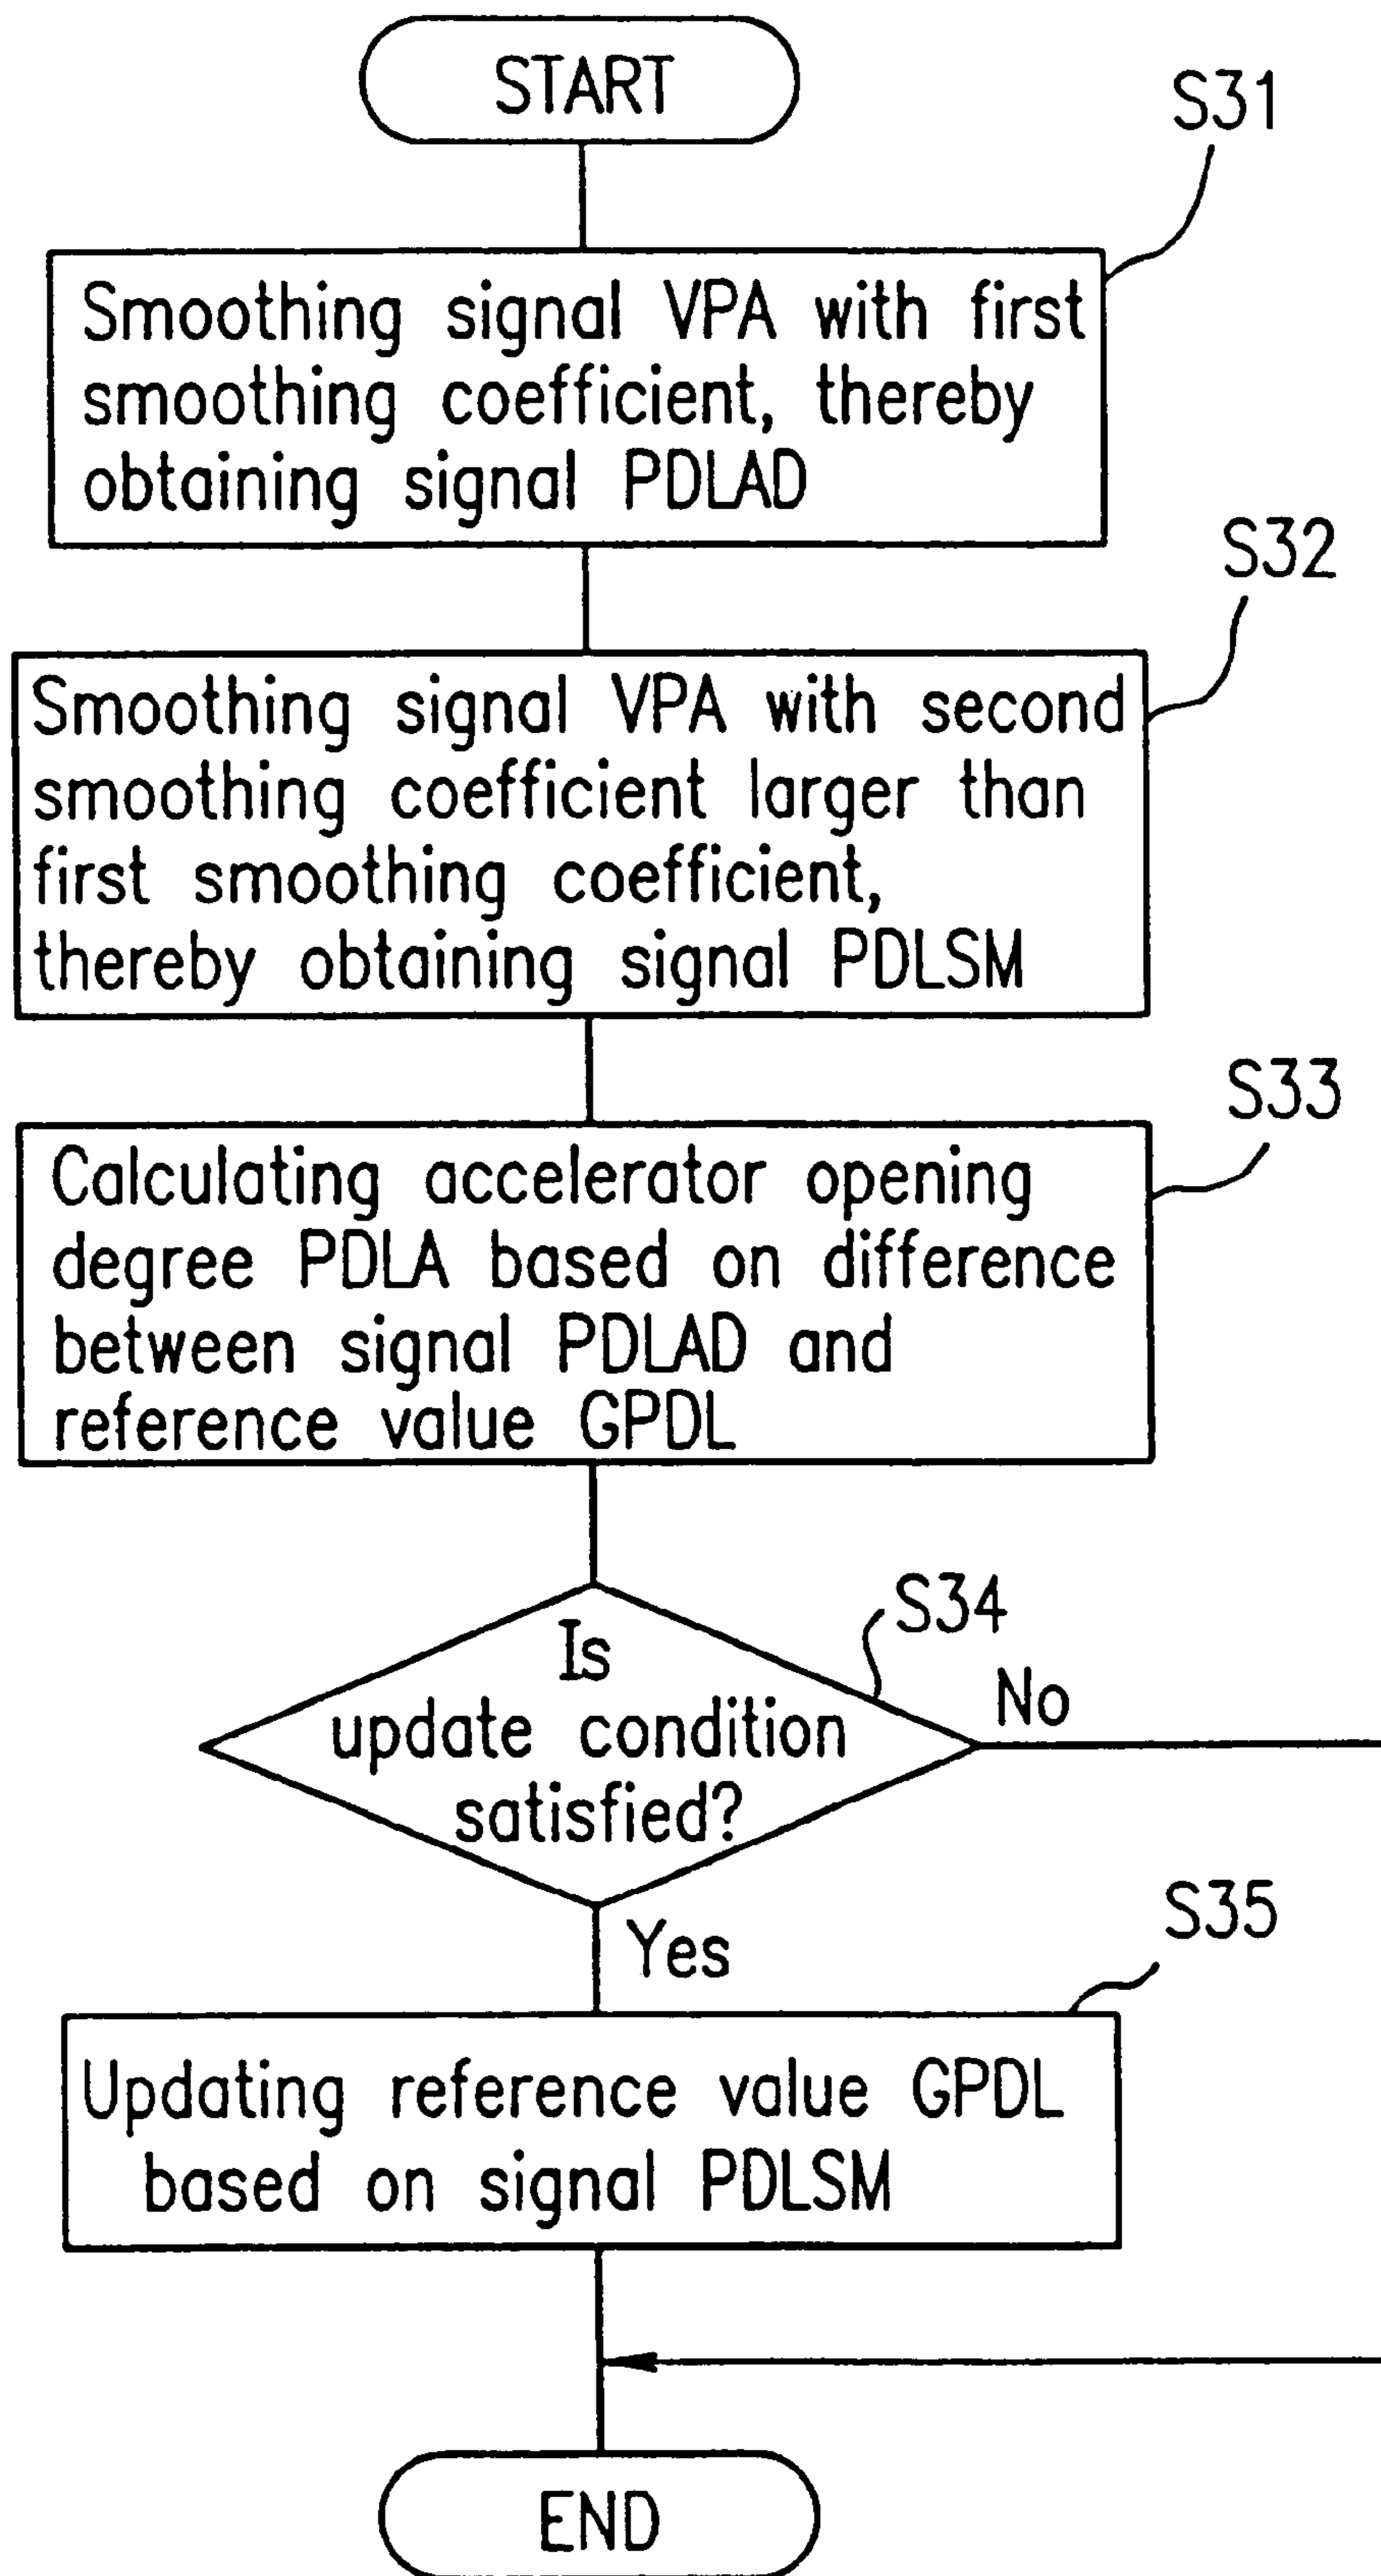 START
S31
Smoothing signal VPA with first
smoothing coefficient, thereby
obtaining signal PDLAD
S32
Smoothing signal VPA with second
smoothing coefficient larger than
first smoothing coefficient,
thereby obtaining signal PDLSM
S33
Calculating accelerator opening
degree PDLA based on difference
between signal PDLAD and
reference value GPDL
S34
Is
update condition
satisfied?
No
Yes
S35
Updating reference value GPDL
based on signal PDLSM
END